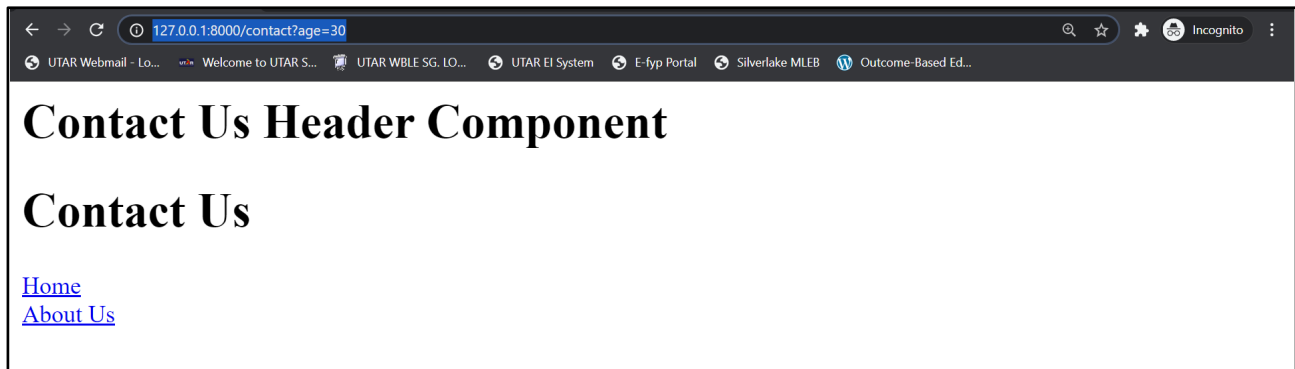 127.0.0.1:8000/contact?age=30 Incognito
UTAR Webmail - Lo... Welcome to UTAR S... UTAR WBLE SG. LO... UTAR EI System E-fyp Portal Silverlake MLEB Outcome-Based Ed...
Contact Us Header Component
Contact Us
Home
About Us